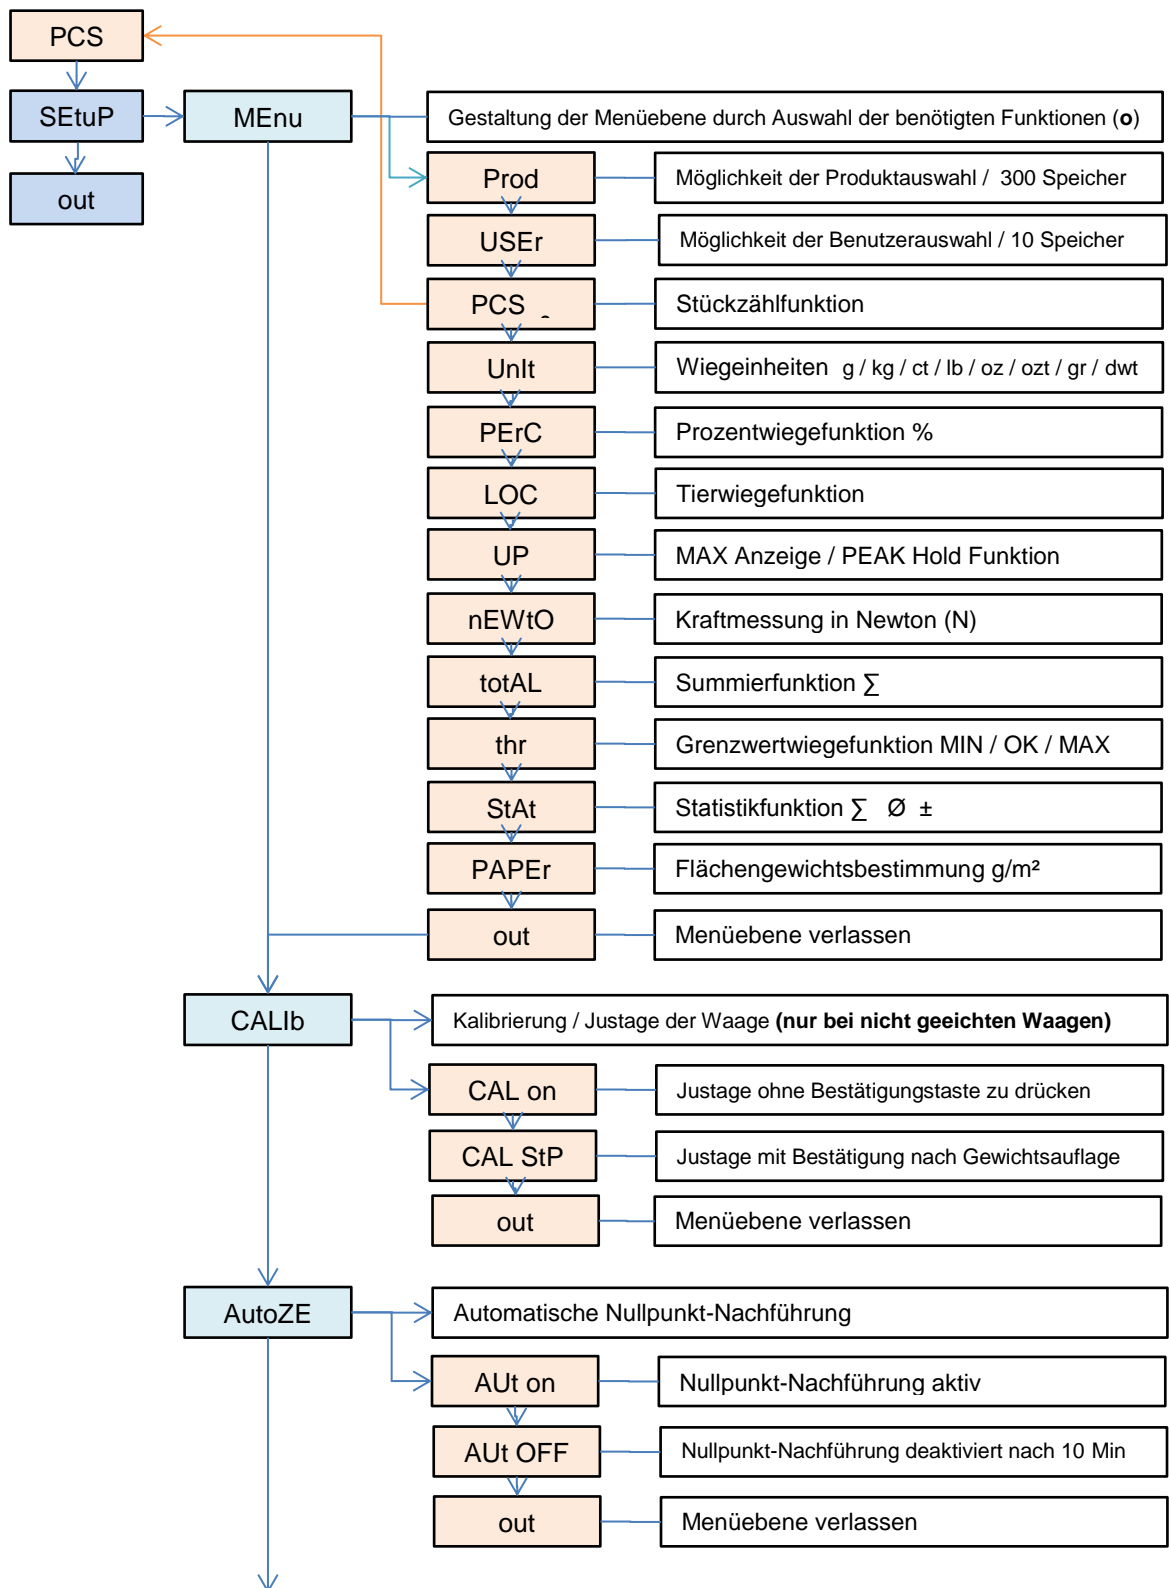 PCS
SEtuP
MEnu
Gestaltung der Menüebene durch Auswahl der benötigten Funktionen (o)
out
Prod
Möglichkeit der Produktauswahl / 300 Speicher
USEr
Möglichkeit der Benutzerauswahl / 10 Speicher
PCS
Stückzählfunktion
UnIt
Wiegeinheiten g / kg / ct / lb / oz / ozt / gr / dwt
PErC
Prozentwiegefunktion %
LOC
Tierwiegefunktion
UP
MAX Anzeige / PEAK Hold Funktion
nEWtO
Kraftmessung in Newton (N)
totAL
Summierfunktion ∑
thr
Grenzwertwiegefunktion MIN / OK / MAX
StAt
Statistikfunktion ∑ Ø ±
PAPEr
Flächengewichtsbestimmung g/m²
out
Menüebene verlassen
CALIb
Kalibrierung / Justage der Waage (nur bei nicht geeichten Waagen)
CAL on
Justage ohne Bestätigungstaste zu drücken
CAL StP
Justage mit Bestätigung nach Gewichtsauflage
out
Menüebene verlassen
AutoZE
Automatische Nullpunkt-Nachführung
AUt on
Nullpunkt-Nachführung aktiv
AUt OFF
Nullpunkt-Nachführung deaktiviert nach 10 Min
out
Menüebene verlassen